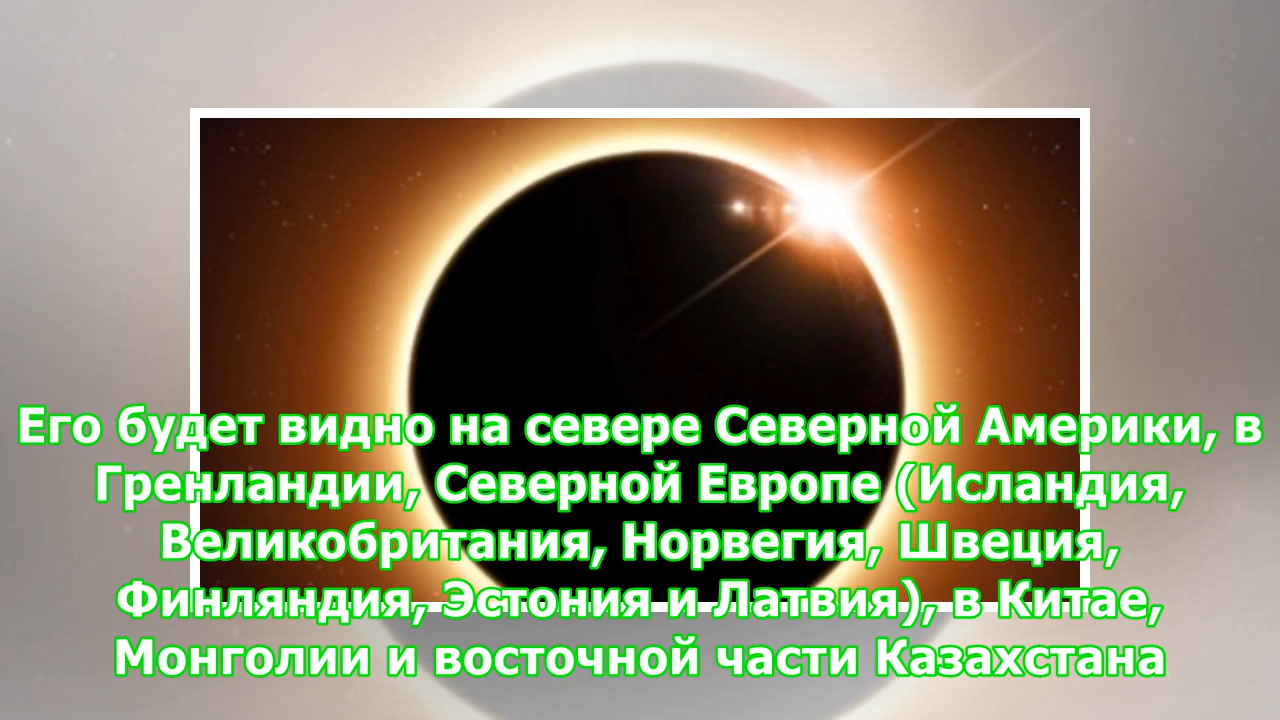 Его будет видно на севере Северной Америки, в
Гренландии, Северной Европе (Исландия,
Великобритания, Норвегия, Швеция,
Финляндия, Эстония и Латвия), в Китае,
Монголии и восточной части Казахстана